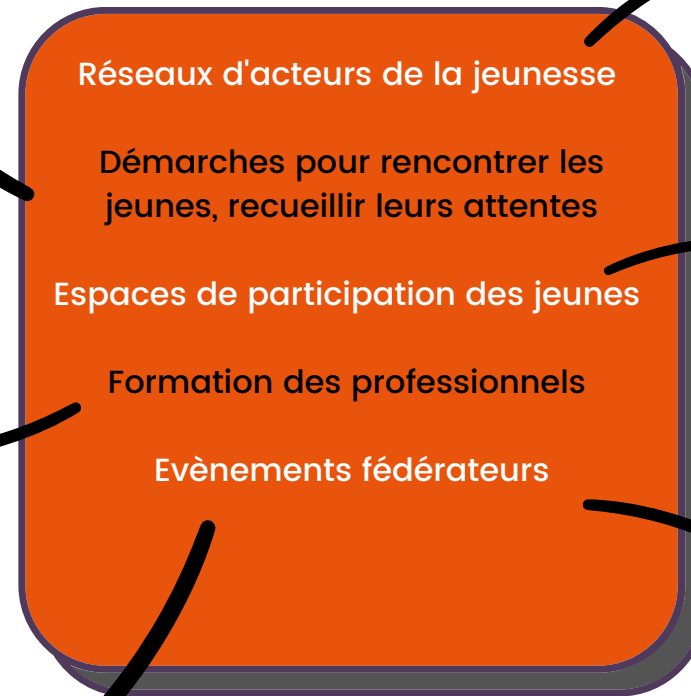 Réseaux d'acteurs de la jeunesse
Démarches pour rencontrer les
jeunes, recueillir leurs attentes
Espaces de participation des jeunes
Formation des professionnels
Evènements fédérateurs